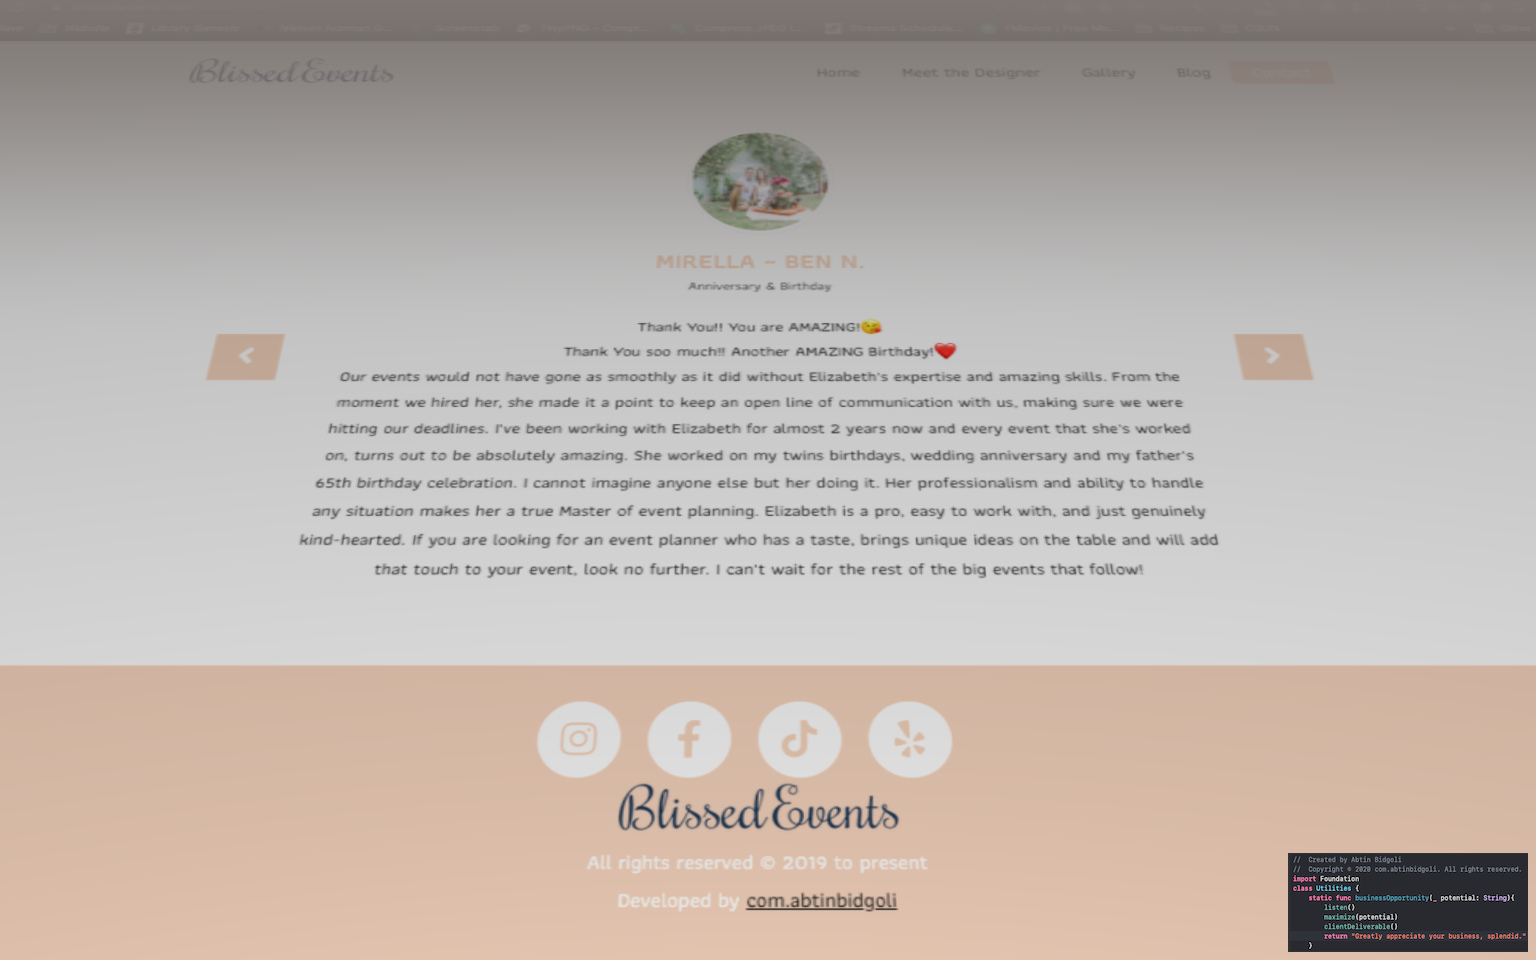 Blissed Events
Home Meet the Designer Gallery Blog Contact
MIRELLA ~ BEN N.
Anniversary & Birthday
Thank You!! You are AMAZING!😘
Thank You soo much!! Another AMAZING Birthday!❤️
Our events would not have gone as smoothly as it did without Elizabeth's expertise and amazing skills. From the
moment we hired her, she made it a point to keep an open line of communication with us, making sure we were
hitting our deadlines. I've been working with Elizabeth for almost 2 years now and every event that she's worked
on, turns out to be absolutely amazing. She worked on my twins birthdays, wedding anniversary and my father's
65th birthday celebration. I cannot imagine anyone else but her doing it. Her professionalism and ability to handle
any situation makes her a true Master of event planning. Elizabeth is a pro, easy to work with, and just genuinely
kind-hearted. If you are looking for an event planner who has a taste, brings unique ideas on the table and will add
that touch to your event, look no further. I can't wait for the rest of the big events that follow!
Blissed Events
All rights reserved © 2019 to present
Developed by com.abtinbidgoli
// Created by Abtin Bidgoli
// Copyright © 2020 com.abtinbidgoli. All rights reserved.
import Foundation
class Utilities {
static func businessOpportunity(_ potential: String){
listen()
maximize(potential)
clientDeliverable()
return "Greatly appreciate your business, splendid."
}